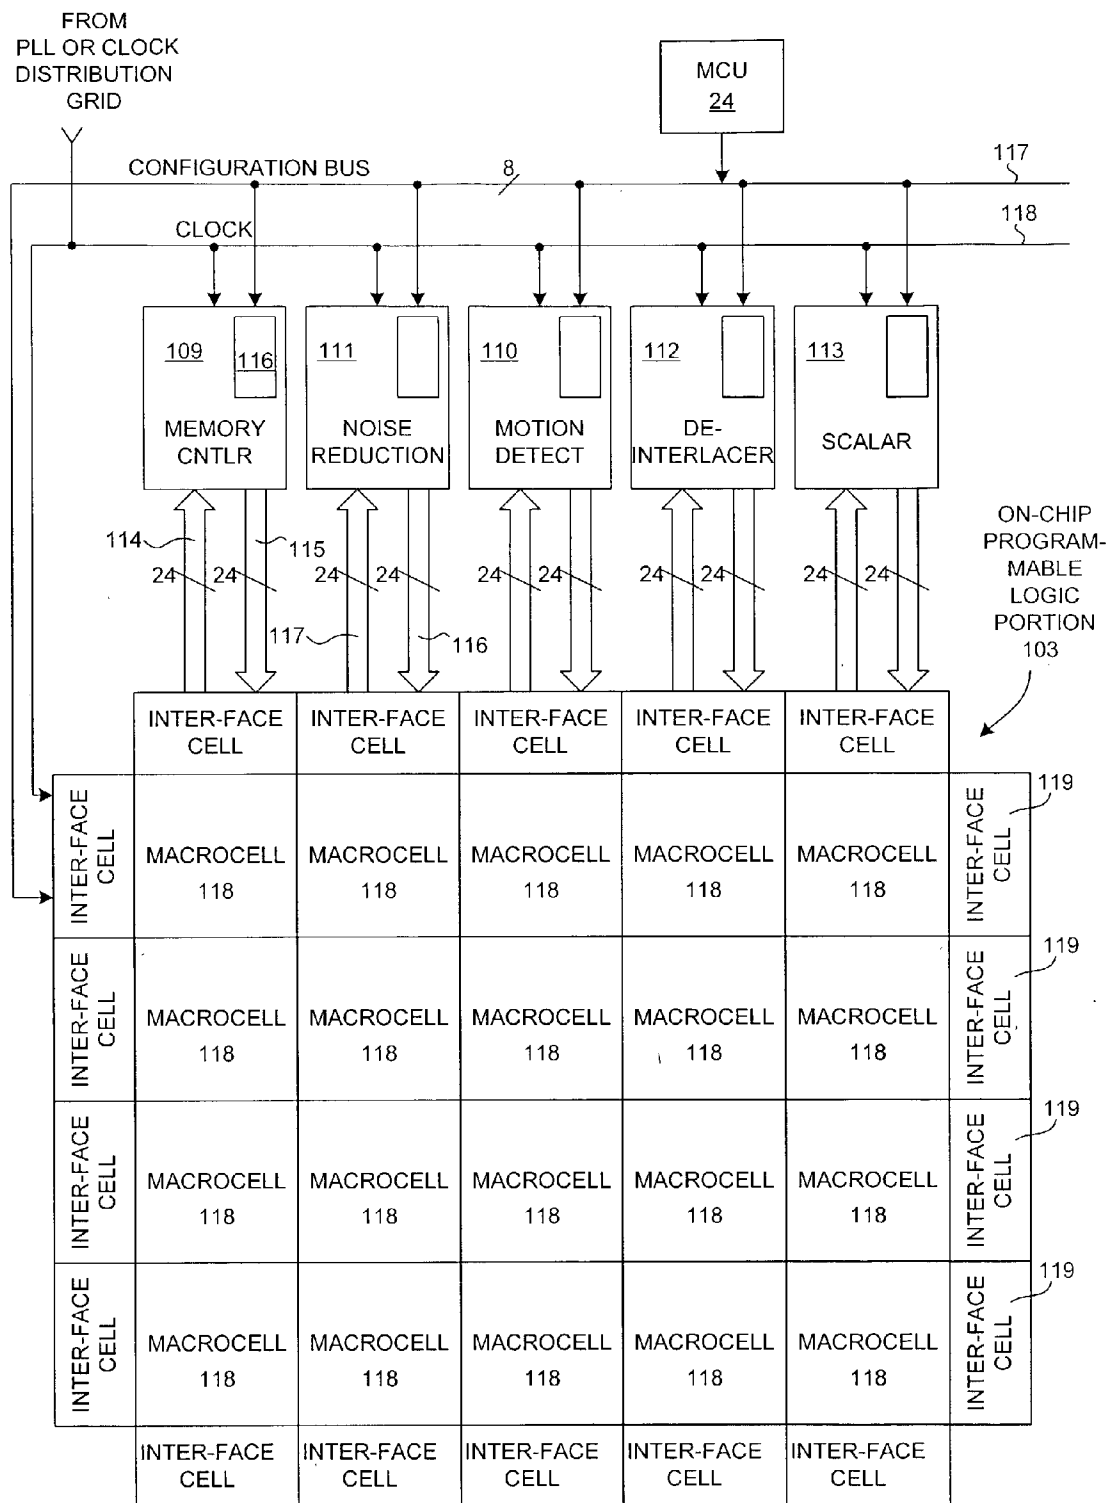 FROM
PLL OR CLOCK
DISTRIBUTION
GRID
MCU
24
CONFIGURATION BUS
8
117
CLOCK
118
109
116
MEMORY
CNTLR
111
NOISE
REDUCTION
110
MOTION
DETECT
112
DE-
INTERLACER
113
SCALAR
114
115
24 24 24 24 24 24 24 24 24 24
117
116
ON-CHIP
PROGRAM-
MABLE
LOGIC
PORTION
103
INTER-FACE
CELL
INTER-FACE
CELL
INTER-FACE
CELL
INTER-FACE
CELL
INTER-FACE
CELL
INTER-FACE
CELL
MACROCELL
118
MACROCELL
118
MACROCELL
118
MACROCELL
118
MACROCELL
118
INTER-FACE
CELL
119
INTER-FACE
CELL
MACROCELL
118
MACROCELL
118
MACROCELL
118
MACROCELL
118
MACROCELL
118
INTER-FACE
CELL
119
INTER-FACE
CELL
MACROCELL
118
MACROCELL
118
MACROCELL
118
MACROCELL
118
MACROCELL
118
INTER-FACE
CELL
119
INTER-FACE
CELL
MACROCELL
118
MACROCELL
118
MACROCELL
118
MACROCELL
118
MACROCELL
118
INTER-FACE
CELL
119
INTER-FACE
CELL
INTER-FACE
CELL
INTER-FACE
CELL
INTER-FACE
CELL
INTER-FACE
CELL